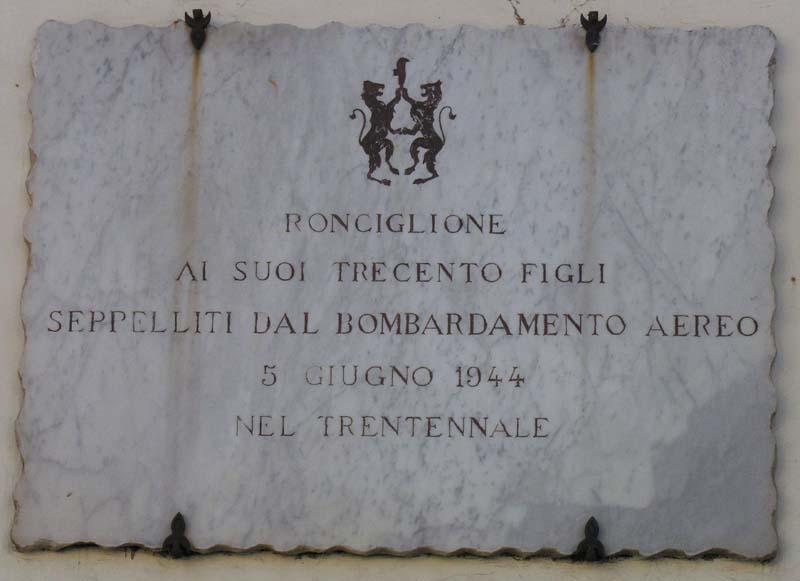 RONCIGLIONE
AI SUOI TRECENTO FIGLI
SEPPELLITI DAL BOMBARDAMENTO AEREO
5 GIUGNO 1944
NEL TRENTENNALE